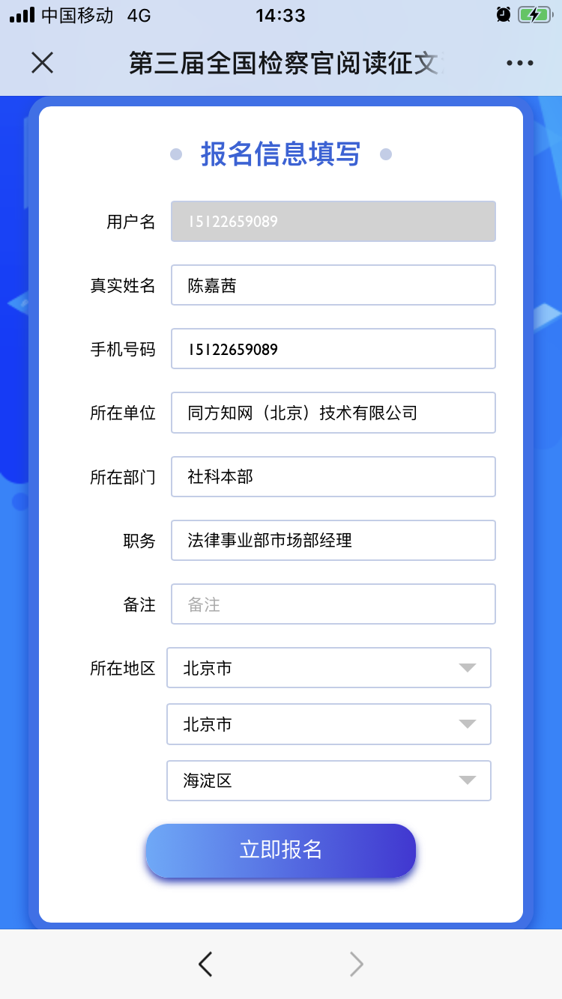 中国移动 4G 14:33
第三届全国检察官阅读征文
报名信息填写
用户名 15122659089
真实姓名 陈嘉茜
手机号码 15122659089
所在单位 同方知网（北京）技术有限公司
所在部门 社科本部
职务 法律事业部市场部经理
备注 备注
所在地区 北京市
北京市
海淀区
立即报名